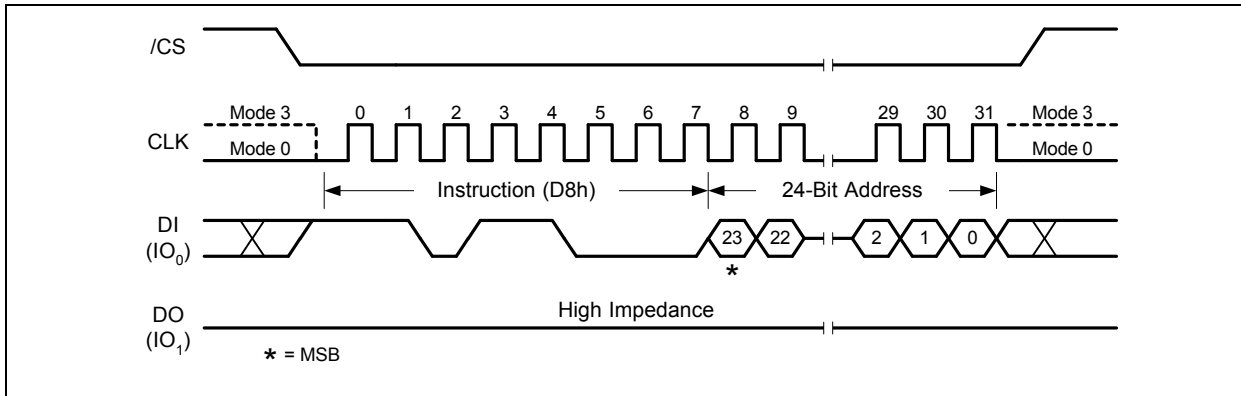 /CS
Mode 3 0 1 2 3 4 5 6 7 8 9 29 30 31 Mode 3
CLK
Mode 0 Mode 0
Instruction (D8h) 24-Bit Address
DI
(IO0)
23 22 2 1 0
*
High Impedance
DO
(IO1)
* = MSB